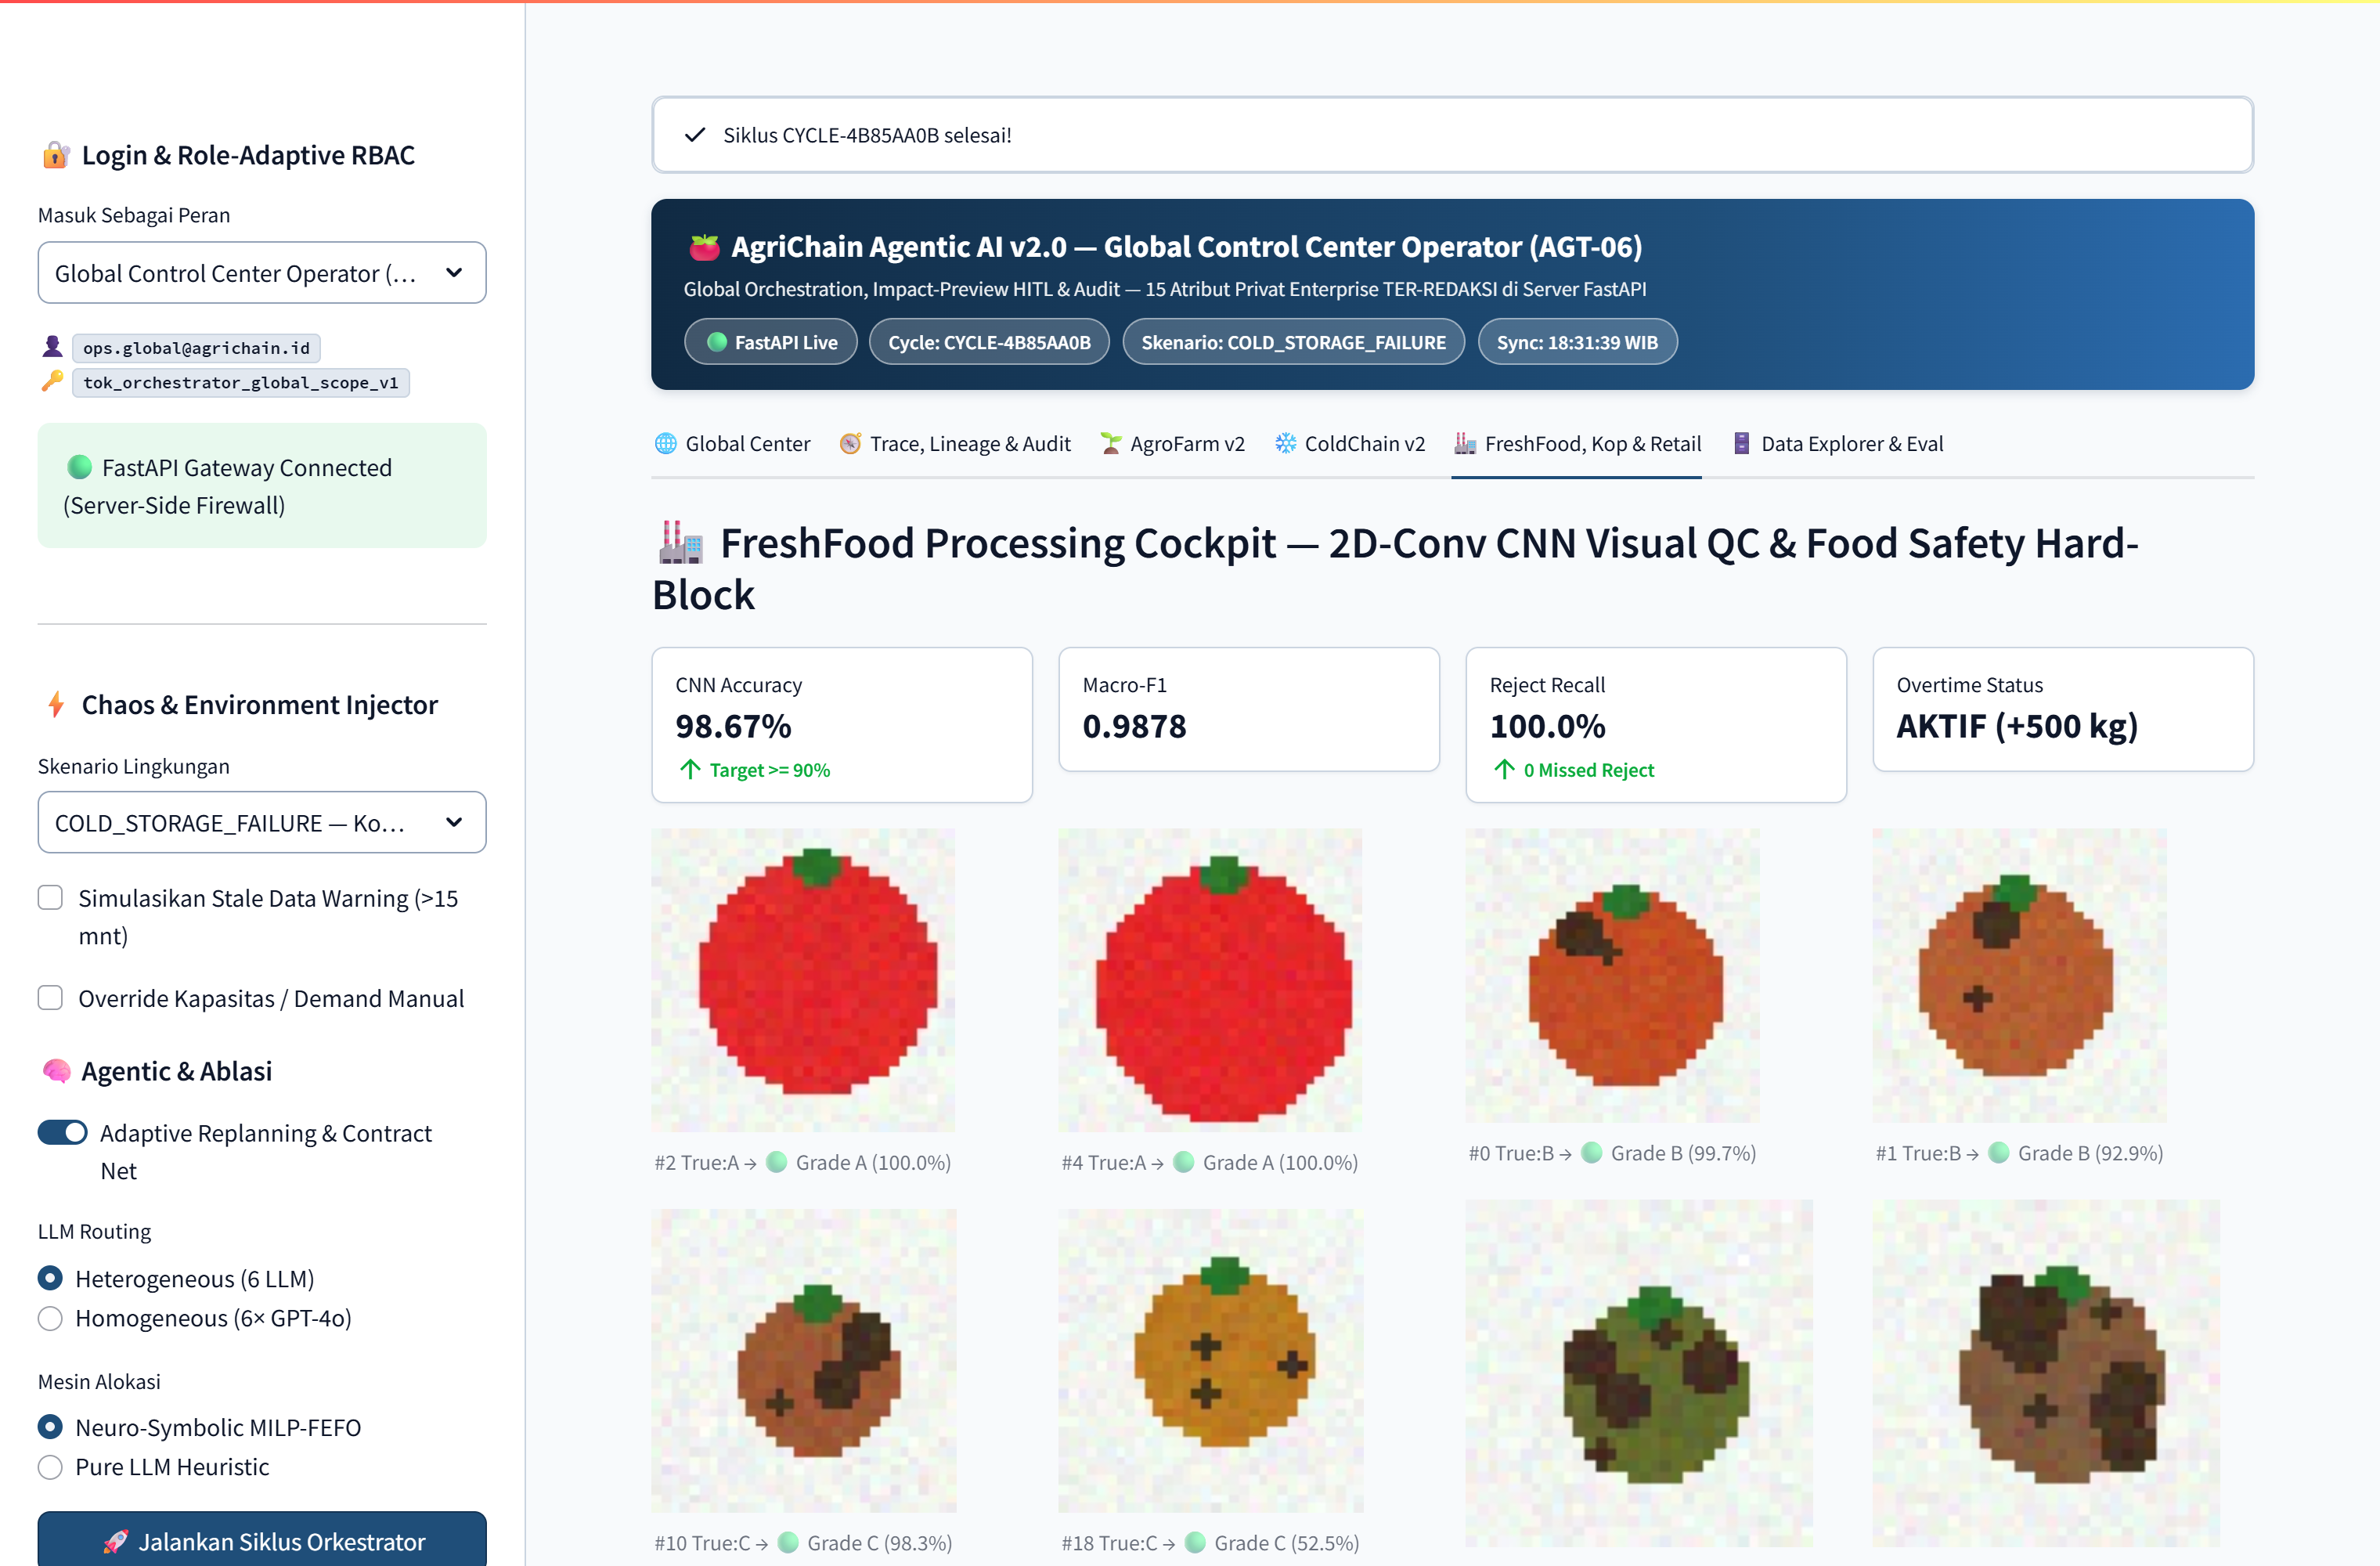 Login & Role-Adaptive RBAC
Masuk Sebagai Peran
Global Control Center Operator (...
ops.global@agrichain.id
tok_orchestrator_global_scope_v1
FastAPI Gateway Connected
(Server-Side Firewall)
Chaos & Environment Injector
Skenario Lingkungan
COLD_STORAGE_FAILURE — Ko...
Simulasikan Stale Data Warning (>15
mnt)
Override Kapasitas / Demand Manual
Agentic & Ablasi
Adaptive Replanning & Contract
Net
LLM Routing
Heterogeneous (6 LLM)
Homogeneous (6× GPT-4o)
Mesin Alokasi
Neuro-Symbolic MILP-FEFO
Pure LLM Heuristic
Jalankan Siklus Orkestrator
Siklus CYCLE-4B85AA0B selesai!
AgriChain Agentic AI v2.0 — Global Control Center Operator (AGT-06)
Global Orchestration, Impact-Preview HITL & Audit — 15 Atribut Privat Enterprise TER-REDAKSI di Server FastAPI
FastAPI Live
Cycle: CYCLE-4B85AA0B
Skenario: COLD_STORAGE_FAILURE
Sync: 18:31:39 WIB
Global Center
Trace, Lineage & Audit
AgroFarm v2
ColdChain v2
FreshFood, Kop & Retail
Data Explorer & Eval
FreshFood Processing Cockpit — 2D-Conv CNN Visual QC & Food Safety Hard-
Block
CNN Accuracy
98.67%
↑ Target >= 90%
Macro-F1
0.9878
Reject Recall
100.0%
↑ 0 Missed Reject
Overtime Status
AKTIF (+500 kg)
#2 True:A → Grade A (100.0%)
#4 True:A → Grade A (100.0%)
#0 True:B → Grade B (99.7%)
#1 True:B → Grade B (92.9%)
#10 True:C → Grade C (98.3%)
#18 True:C → Grade C (52.5%)